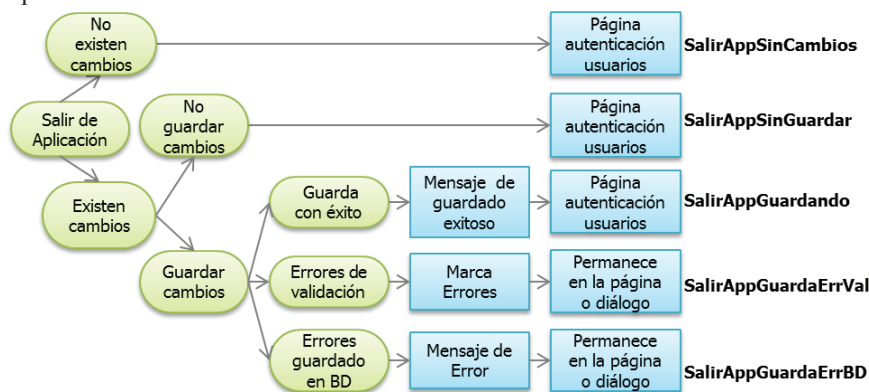 No
existen
cambios
Página
autenticación
usuarios
SalirAppSinCambios
Salir de
Aplicación
No
guardar
cambios
Página
autenticación
usuarios
SalirAppSinGuardar
Existen
cambios
Guarda
con éxito
Mensaje de
guardado
exitoso
Página
autenticación
usuarios
SalirAppGuardando
Guardar
cambios
Errores de
validación
Marca
Errores
Permanece
en la página
o diálogo
SalirAppGuardaErrVal
Errores
guardado
en BD
Mensaje de
Error
Permanece
en la página
o diálogo
SalirAppGuardaErrBD